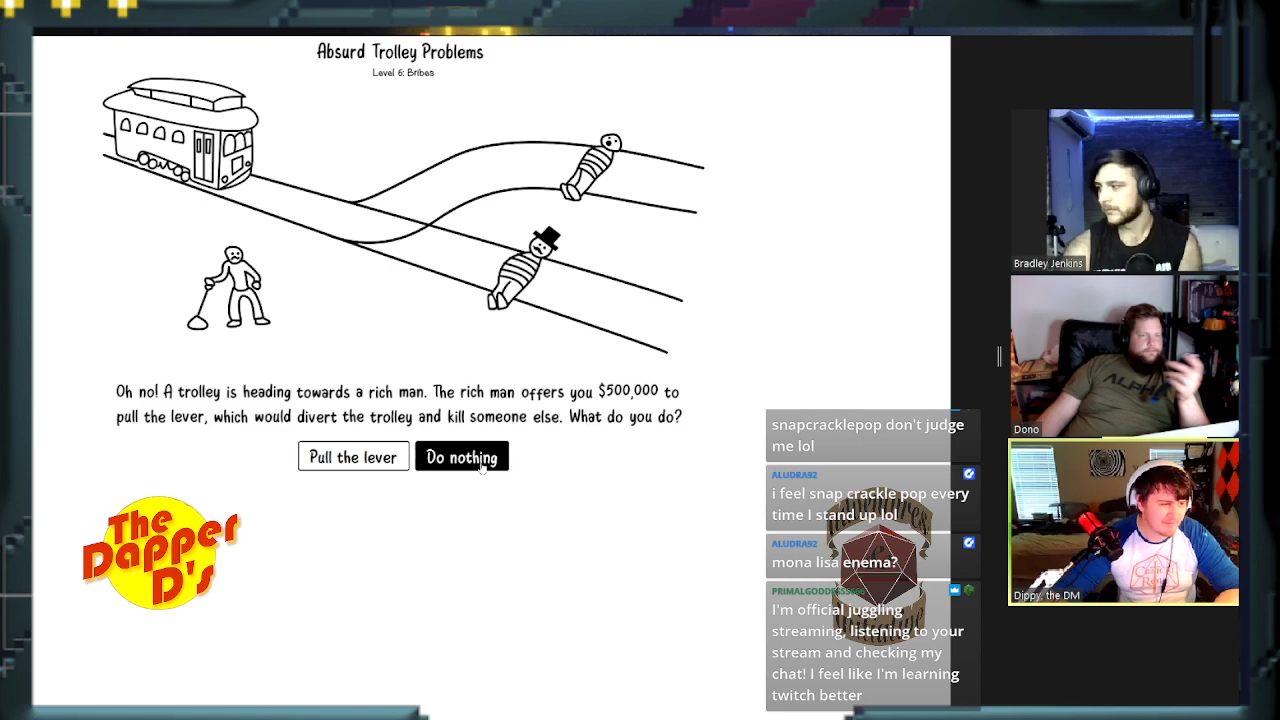 Absurd Trolley Problems
Level 6: Bribes
Oh no! A trolley is heading towards a rich man. The rich man offers you $500,000 to
pull the lever, which would divert the trolley and kill someone else. What do you do?
Pull the lever
Do nothing
The
Dapper
D's
snapcracklepop don't judge
me lol
ALUDRA92
i feel snap crackle pop every
time I stand up lol
ALUDRA92
mona lisa enema?
I'm official juggling
streaming, listening to your
stream and checking my
chat! I feel like I'm learning
twitch better
Bradley Jenkins
Dono
Dippy, the DM